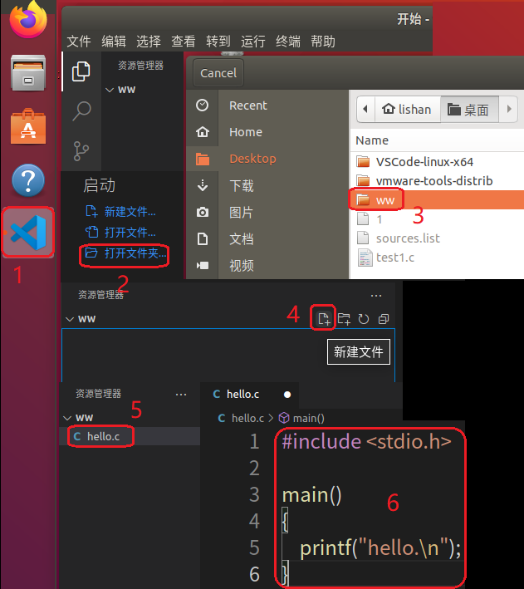 开始 -
文件 编辑 选择 查看 转到 运行 终端 帮助
资源管理器
ww
Cancel
Recent
Home
Desktop
下载
图片
文档
视频
lishan
桌面
Name
VSCode-linux-x64
vmware-tools-distrib
ww
3
1
sources.list
test1.c
启动
新建文件...
打开文件...
打开文件夹...
1
2
资源管理器
...
ww
4
新建文件
资源管理器
...
ww
5
C hello.c
C hello.c
C hello.c > main()
1 #include <stdio.h>
2
3 main()
4 {
5 printf("hello.\n");
6 }
6